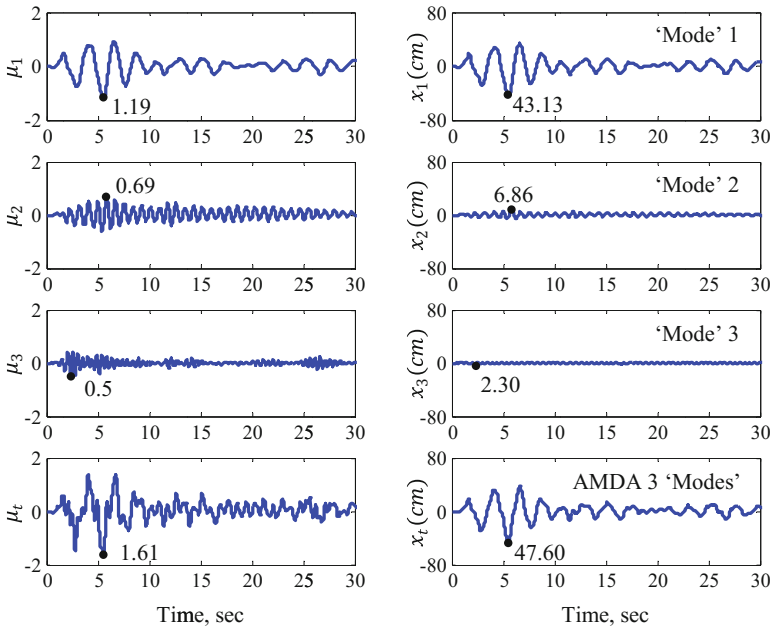 2
0
-2
μ1
1.19
0 5 10 15 20 25 30
80
0
-80
x1(cm)
'Mode' 1
43.13
0 5 10 15 20 25 30
2
0
-2
μ2
0.69
0 5 10 15 20 25 30
80
0
-80
x2(cm)
'Mode' 2
6.86
0 5 10 15 20 25 30
2
0
-2
μ3
0.5
0 5 10 15 20 25 30
80
0
-80
x3(cm)
'Mode' 3
2.30
0 5 10 15 20 25 30
2
0
-2
μt
1.61
0 5 10 15 20 25 30
Time, sec
80
0
-80
xt(cm)
AMDA 3 'Modes'
47.60
0 5 10 15 20 25 30
Time, sec